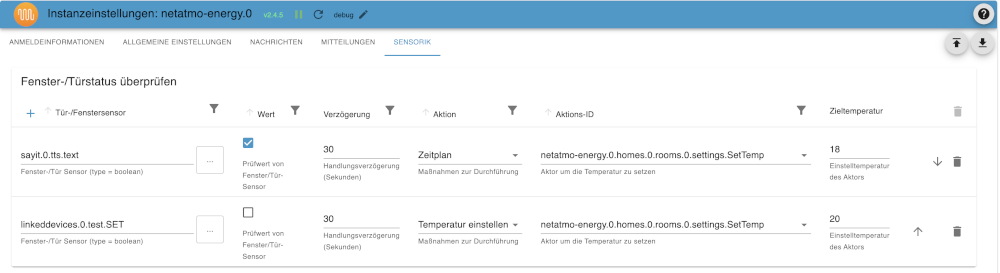 Instanzeinstellungen: netatmo-energy.0 v2.4.5 debug
ANMELDEINFORMATIONEN ALLGEMEINE EINSTELLUNGEN NACHRICHTEN MITTEILUNGEN SENSORIK
Fenster-/Türstatus überprüfen
Tür-/Fenstersensor Wert Verzögerung Aktion Aktions-ID Zieltemperatur
sayit.0.tts.text ... 30 Zeitplan netatmo-energy.0.homes.0.rooms.0.settings.SetTemp 18
Fenster-/Tür Sensor (type = boolean) Prüfwert von Handlungsverzögerung Maßnahmen zur Durchführung Aktor um die Temperatur zu setzen Einstelltemperatur
Fenster/Tür- (Sekunden) des Aktors
Sensor
linkeddevices.0.test.SET ... 30 Temperatur einstellen netatmo-energy.0.homes.0.rooms.0.settings.SetTemp 20
Fenster-/Tür Sensor (type = boolean) Prüfwert von Handlungsverzögerung Maßnahmen zur Durchführung Aktor um die Temperatur zu setzen Einstelltemperatur
Fenster/Tür- (Sekunden) des Aktors
Sensor